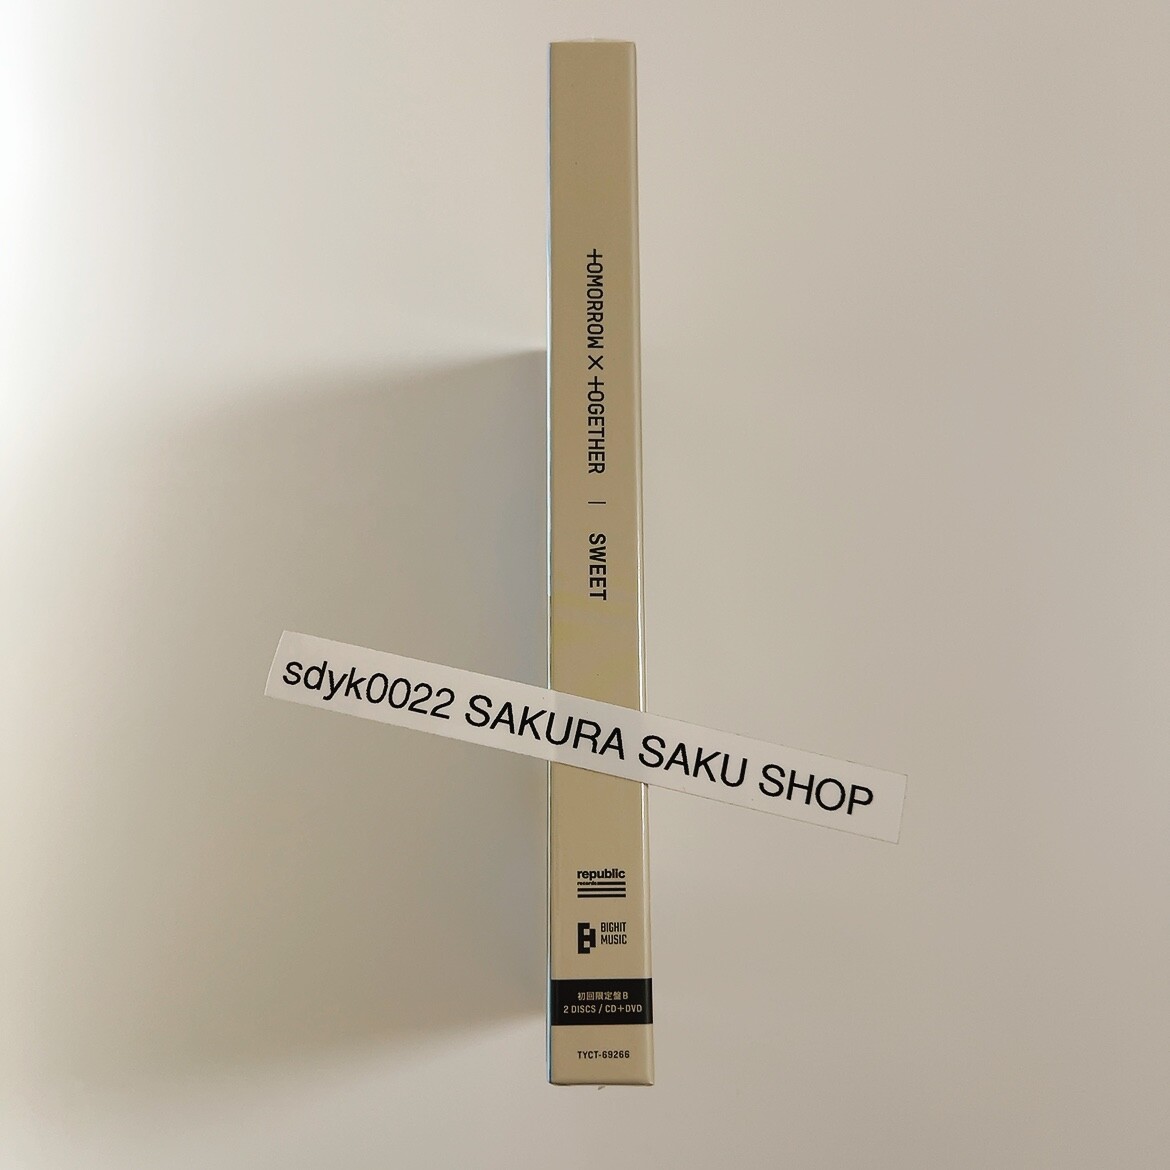 TOMORROW X TOGETHER | SWEET
sdyk0022 SAKURA SAKU SHOP
republic
records
BIGHIT
MUSIC
初回限定盤B
2 DISCS / CD+DVD
TYCT-69266